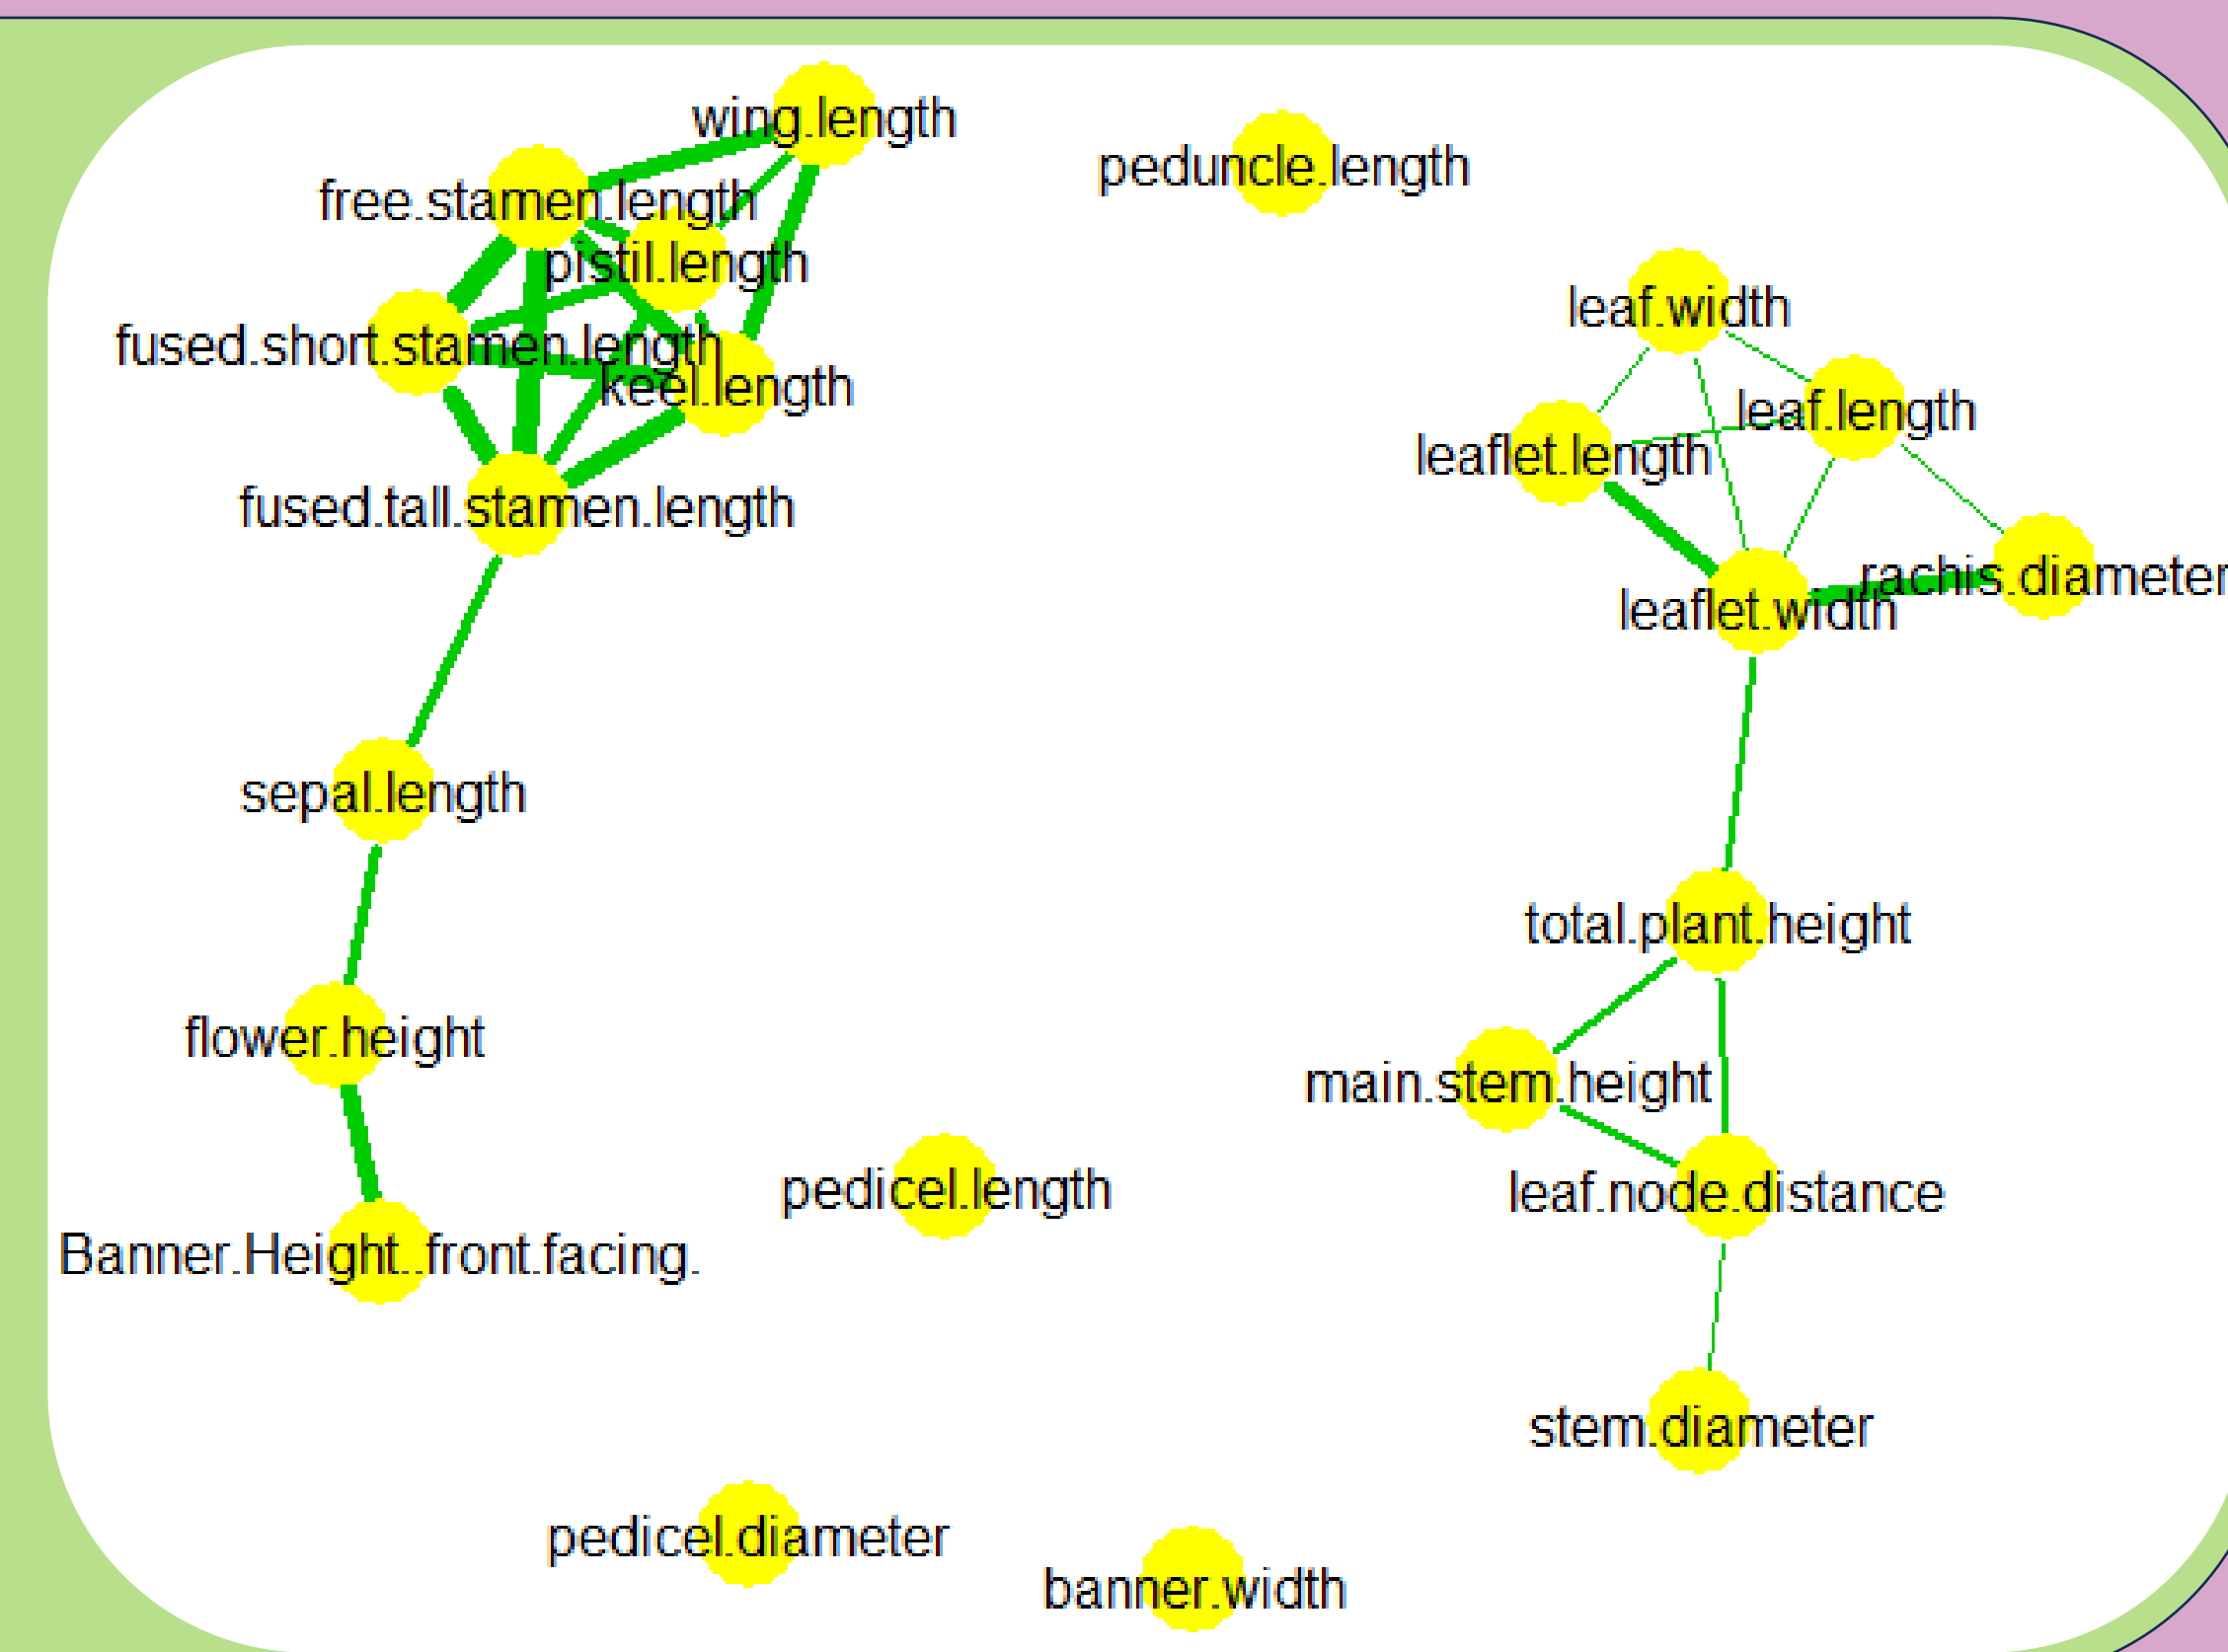 wing.length
peduncle.length
free.stamen.length
pistil.length
leaf.width
fused.short.stamen.length
keel.length
leaf.length
leaflet.length
fused.tall.stamen.length
rachis.diameter
leaflet.width
sepal.length
total.plant.height
flower.height
main.stem.height
pedicel.length
leaf.node.distance
Banner.Height..front.facing.
stem.diameter
pedicel.diameter
banner.width